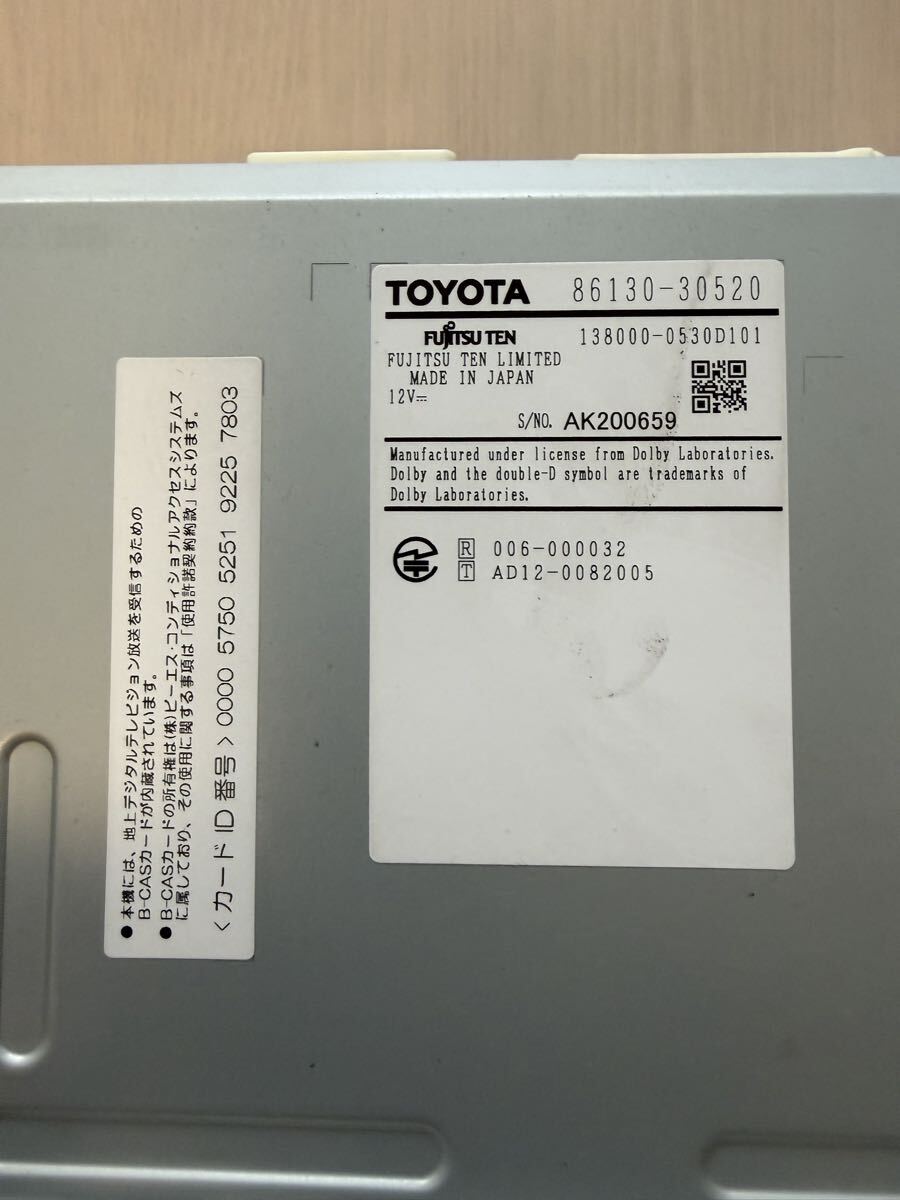 TOYOTA 86130-30520
FUJITSU TEN 138000-0530D101
FUJITSU TEN LIMITED
MADE IN JAPAN
12V⎓
S/NO. AK200659
Manufactured under license from Dolby Laboratories.
Dolby and the double-D symbol are trademarks of
Dolby Laboratories.
R 006-000032
T AD12-0082005
● 本機には、地上デジタルテレビジョン放送を受信するための
B-CASカードが内蔵されています。
● B-CASカードの所有権は(株)ビーエス・コンディショナルアクセスシステムズ
に属しており、その使用に関する事項は「使用許諾契約約款」によります。
<カード ID 番号> 0000 5750 5251 9225 7803